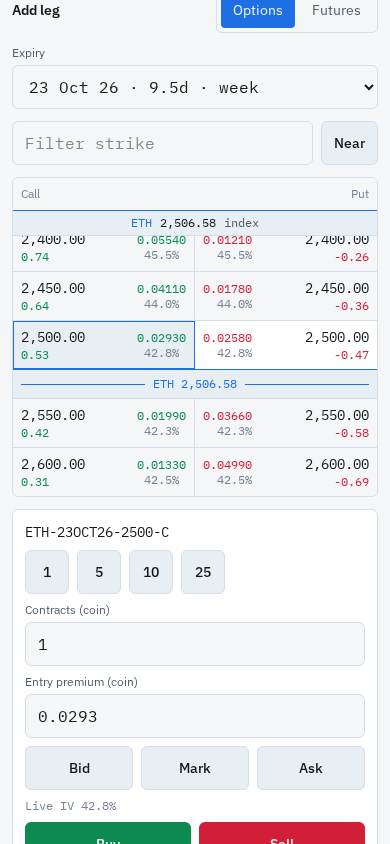 Add leg
Options Futures
Expiry
23 Oct 26 · 9.5d · week
Filter strike Near
Call Put
ETH 2,506.58 index
2,400.00 0.05540 0.01210 2,400.00
0.74 45.5% 45.5% -0.26
2,450.00 0.04110 0.01780 2,450.00
0.64 44.0% 44.0% -0.36
2,500.00 0.02930 0.02580 2,500.00
0.53 42.8% 42.8% -0.47
ETH 2,506.58
2,550.00 0.01990 0.03660 2,550.00
0.42 42.3% 42.3% -0.58
2,600.00 0.01330 0.04990 2,600.00
0.31 42.5% 42.5% -0.69
ETH-23OCT26-2500-C
1 5 10 25
Contracts (coin)
1
Entry premium (coin)
0.0293
Bid Mark Ask
Live IV 42.8%
Buy Sell